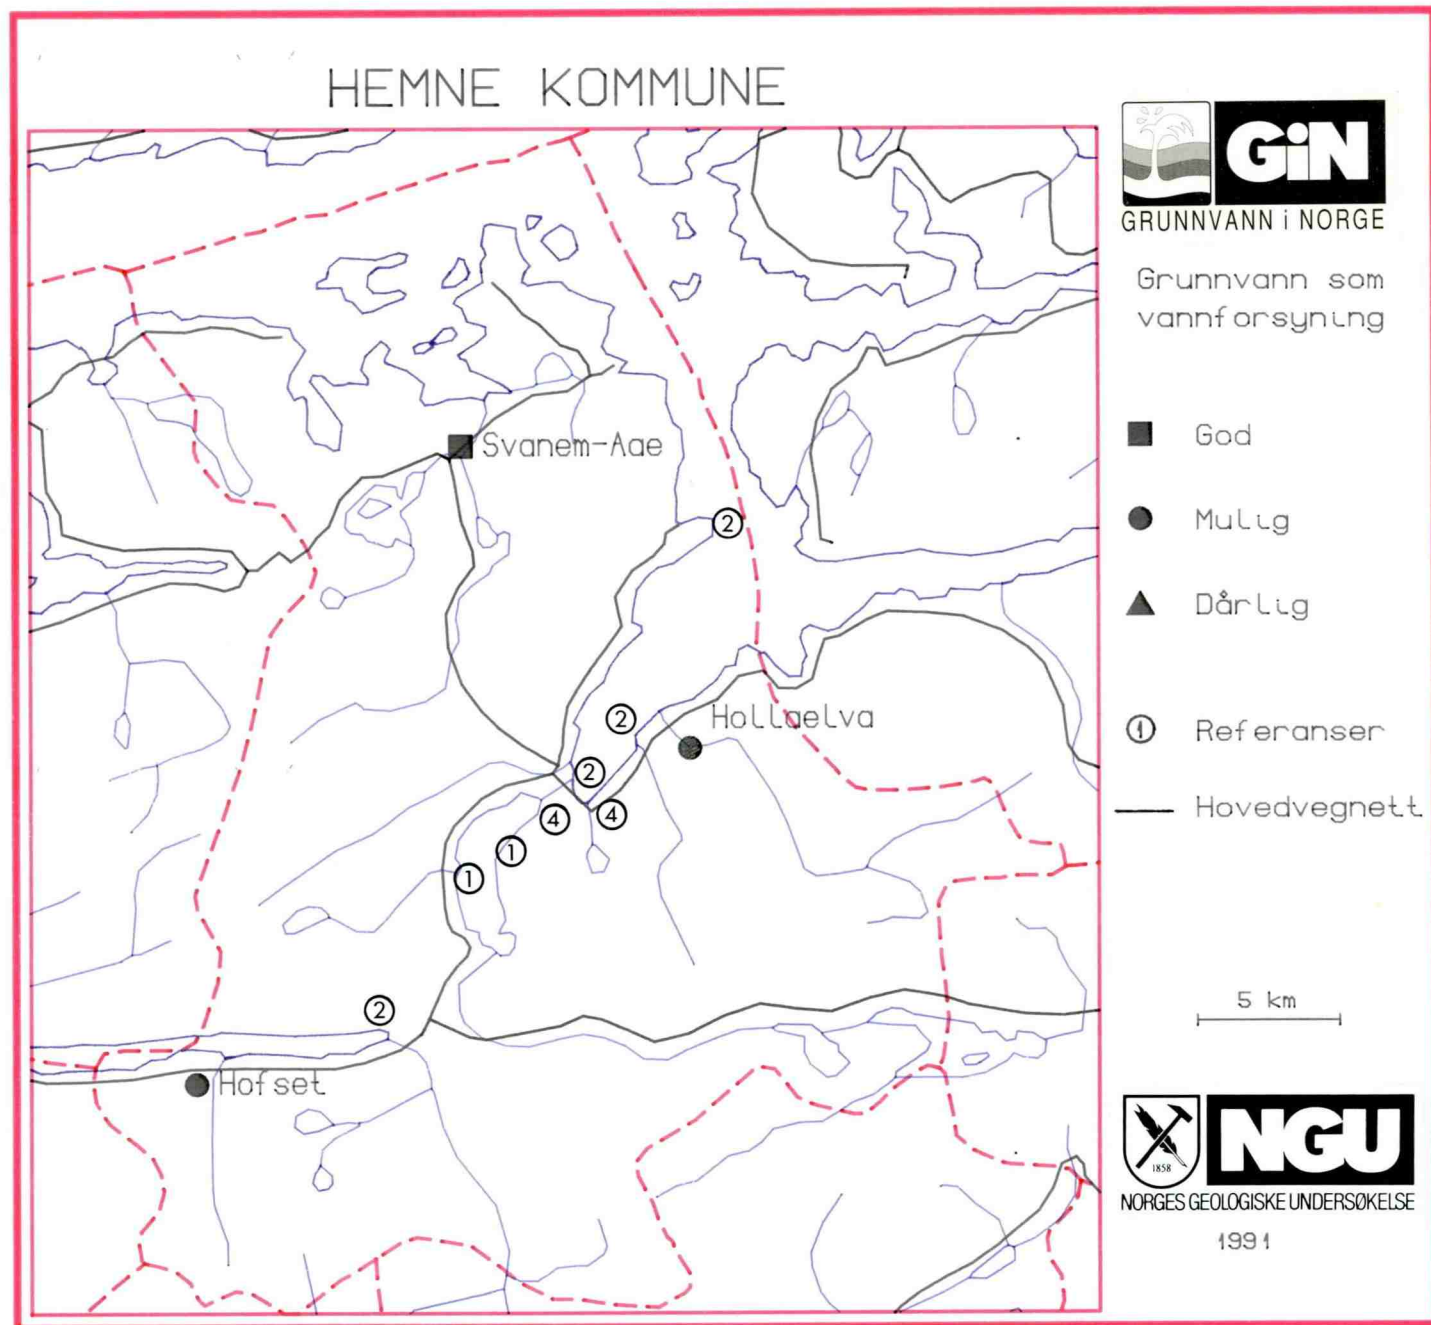 HEMNE KOMMUNE
GiN
GRUNNVANN i NORGE
Grunnvann som
vannforsyning
God
Mulig
Dårlig
1 Referanser
Hovedvegnett
5 km
1858
NGU
NORGES GEOLOGISKE UNDERSØKELSE
1991
Svanem-Aae
2
2
Hollaelva
2
4
4
1
1
2
Hofset